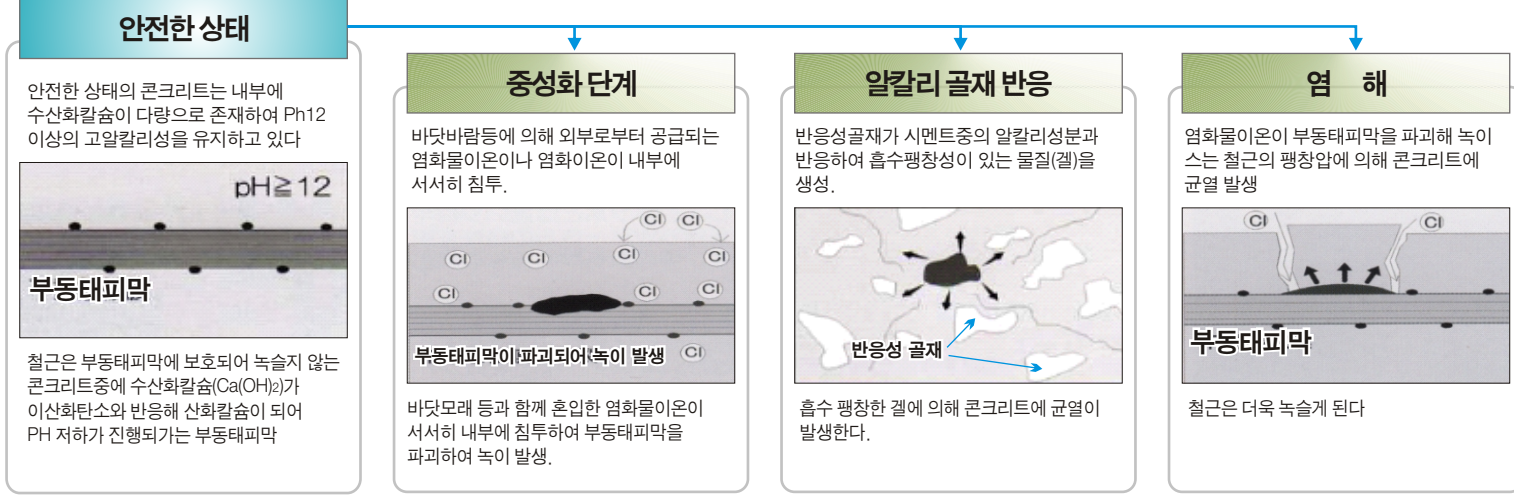 안전한 상태
안전한 상태의 콘크리트는 내부에
수산화칼슘이 다량으로 존재하여 Ph12
이상의 고알칼리성을 유지하고 있다
pH≧12
부동태피막
철근은 부동태피막에 보호되어 녹슬지 않는
콘크리트중에 수산화칼슘(Ca(OH)2)가
이산화탄소와 반응해 산화칼슘이 되어
PH 저하가 진행되가는 부동태피막
중성화 단계
바닷바람등에 의해 외부로부터 공급되는
염화물이온이나 염화이온이 내부에
서서히 침투.
Cl Cl
Cl Cl Cl Cl
Cl Cl Cl
부동태피막이 파괴되어 녹이 발생 Cl
바닷모래 등과 함께 혼입한 염화물이온이
서서히 내부에 침투하여 부동태피막을
파괴하여 녹이 발생.
알칼리 골재 반응
반응성골재가 시멘트중의 알칼리성분과
반응하여 흡수팽창성이 있는 물질(겔)을
생성.
반응성 골재
흡수 팽창한 겔에 의해 콘크리트에 균열이
발생한다.
염 해
염화물이온이 부동태피막을 파괴해 녹이
스는 철근의 팽창압에 의해 콘크리트에
균열 발생
Cl Cl
부동태피막
철근은 더욱 녹슬게 된다